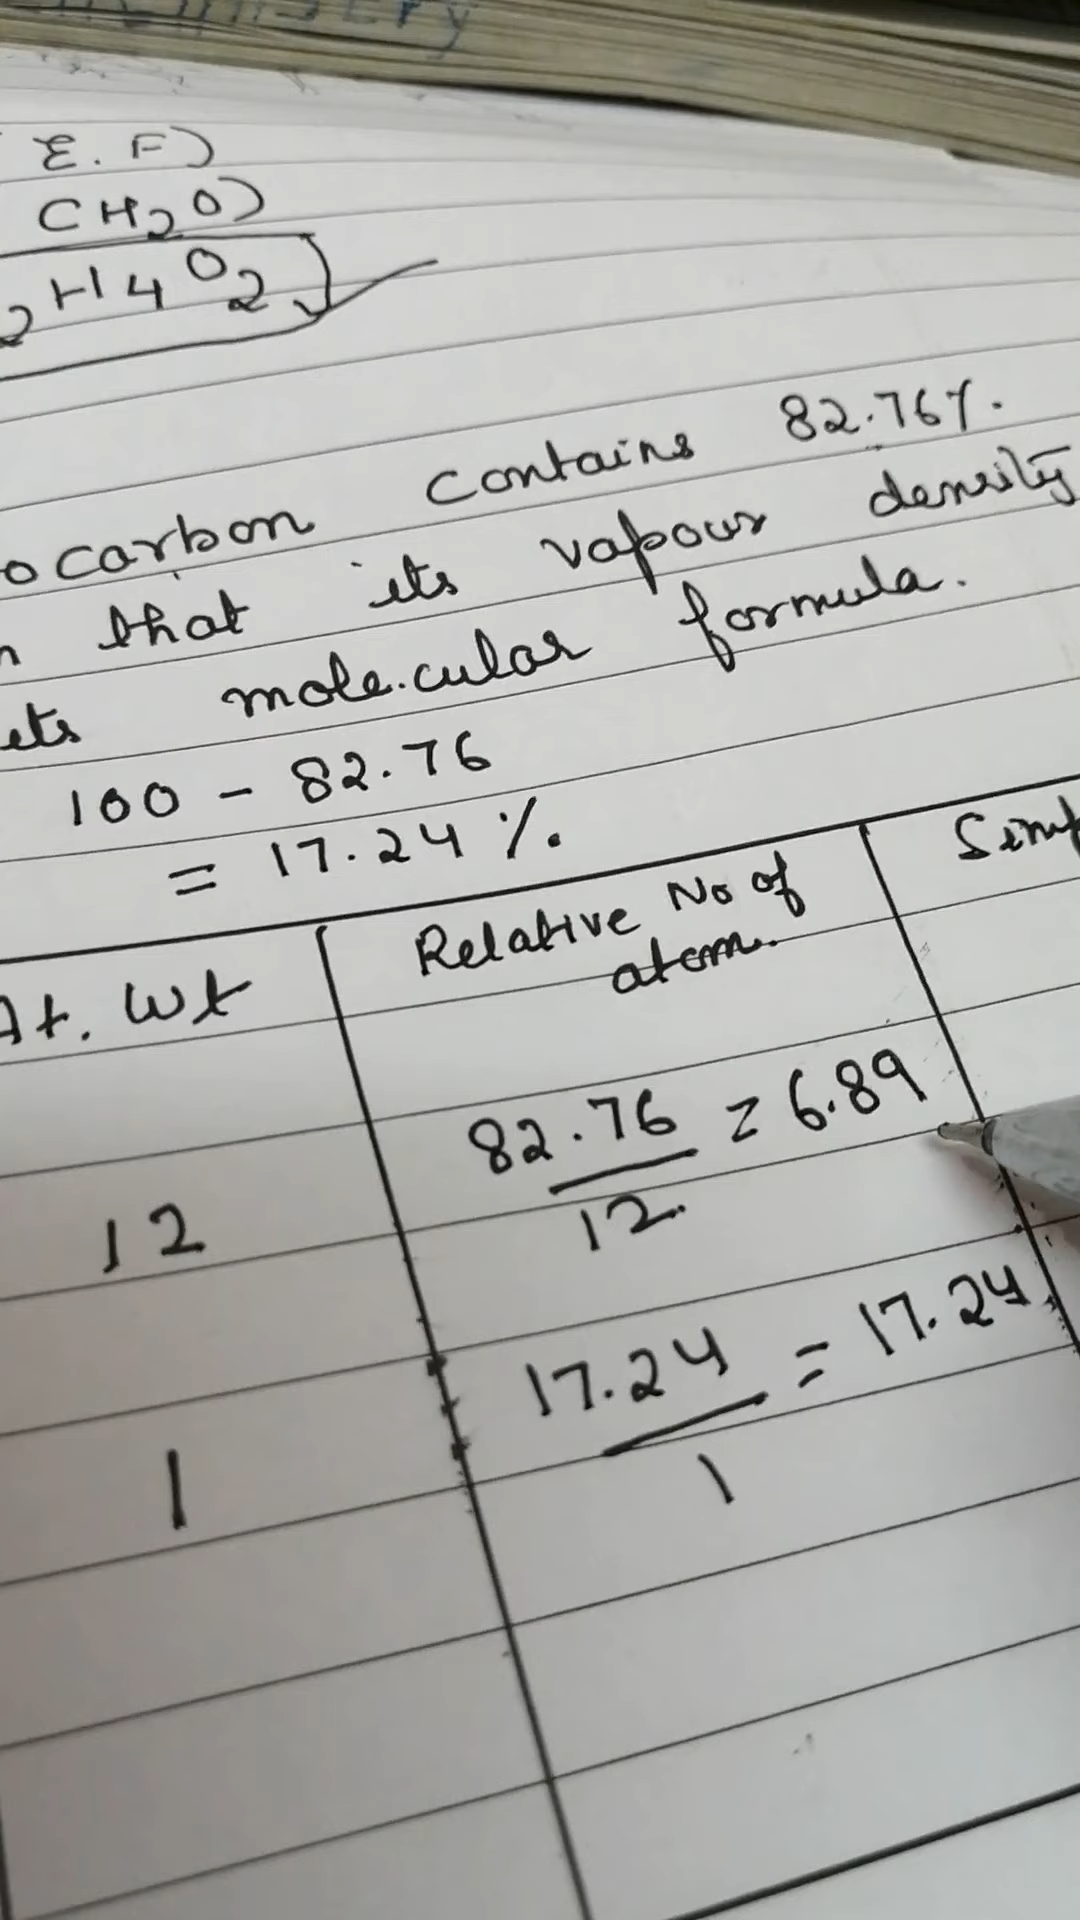 E.F)
CH2O)
2H4O2)
ocarbon contains 82.76%.
that its vapour density
its molecular formula.
100 - 82.76
= 17.24%.
At. Wt
Relative No of
atom.
12
82.76
12
= 6.89
1
17.24
1
= 17.24